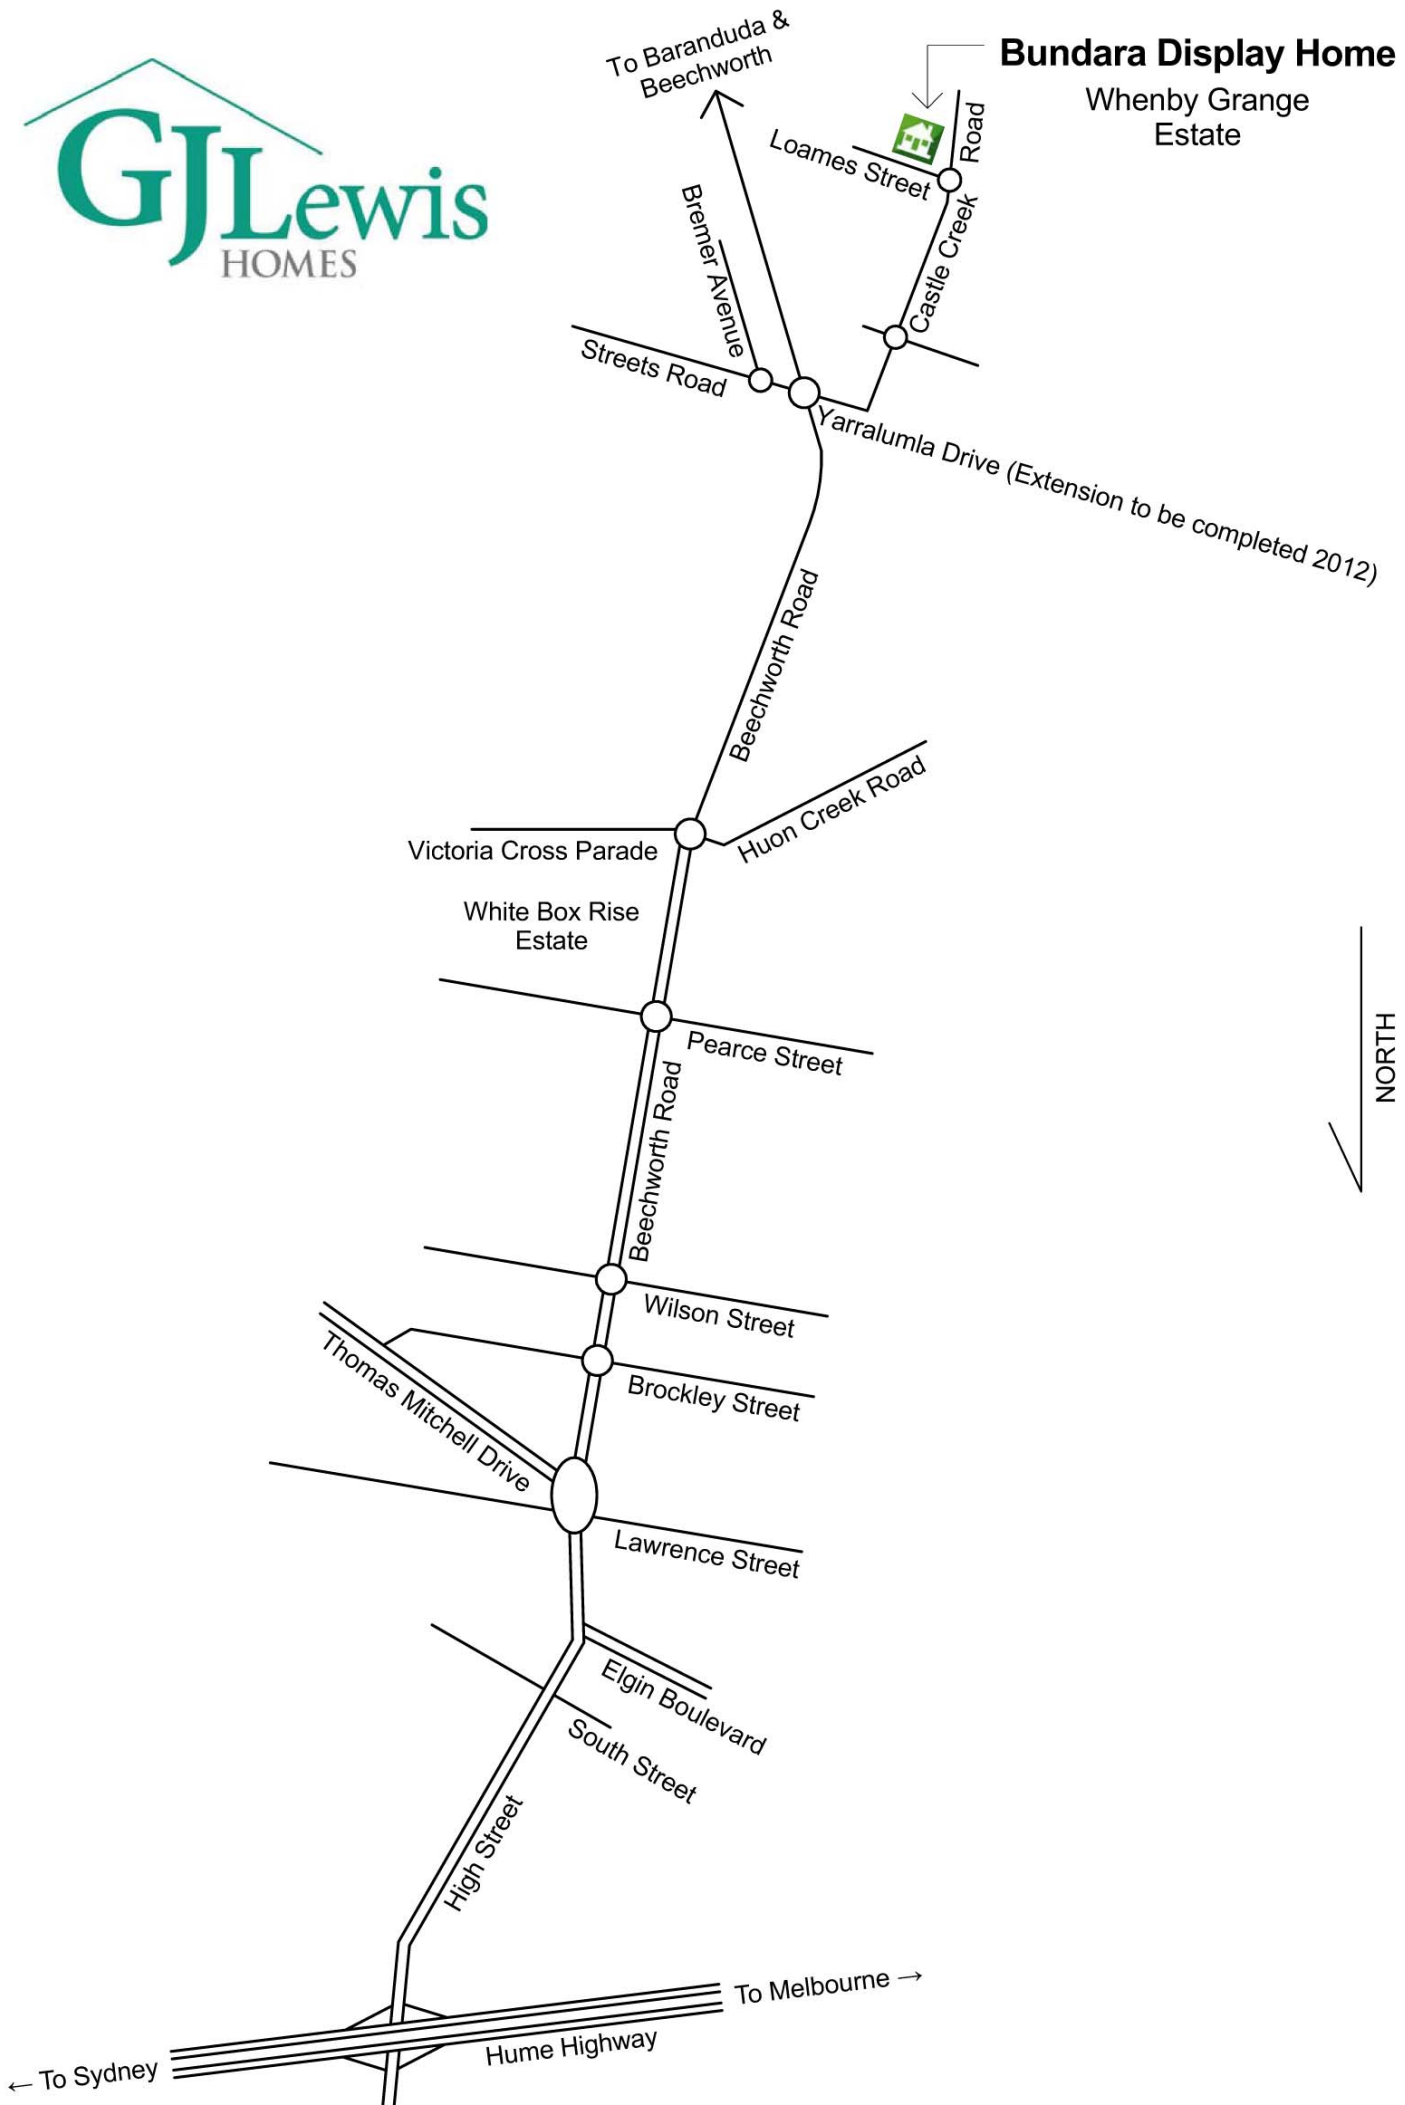 GJLewis
HOMES
To Baranduda &
Beechworth
Bundara Display Home
Whenby Grange
Estate
Road
Loames Street
Castle Creek
Bremer Avenue
Streets Road
Yarralumla Drive (Extension to be completed 2012)
Beechworth Road
Huon Creek Road
Victoria Cross Parade
White Box Rise
Estate
NORTH
Pearce Street
Beechworth Road
Wilson Street
Thomas Mitchell Drive
Brockley Street
Lawrence Street
Elgin Boulevard
South Street
High Street
To Melbourne →
Hume Highway
← To Sydney